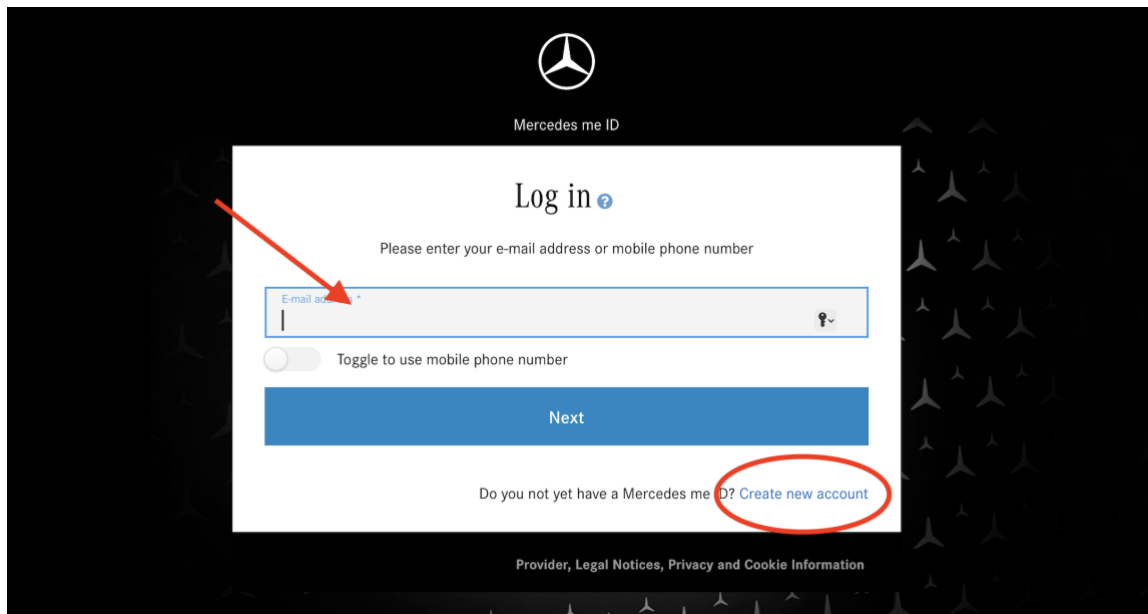 Mercedes me ID
Log in ?
Please enter your e-mail address or mobile phone number
E-mail address *
Toggle to use mobile phone number
Next
Do you not yet have a Mercedes me ID? Create new account
Provider, Legal Notices, Privacy and Cookie Information